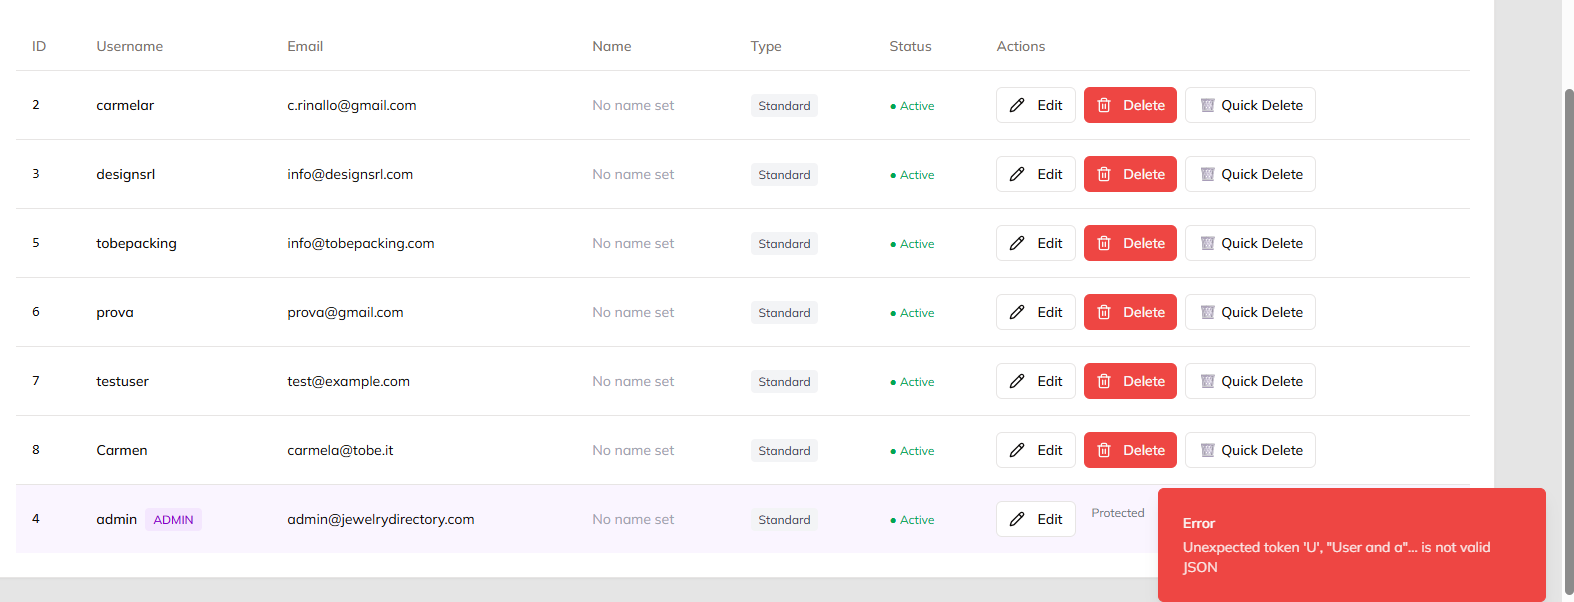 ID Username Email Name Type Status Actions
2 carmelar c.rinallo@gmail.com No name set Standard Active Edit Delete Quick Delete
3 designsrl info@designsrl.com No name set Standard Active Edit Delete Quick Delete
5 tobepacking info@tobepacking.com No name set Standard Active Edit Delete Quick Delete
6 prova prova@gmail.com No name set Standard Active Edit Delete Quick Delete
7 testuser test@example.com No name set Standard Active Edit Delete Quick Delete
8 Carmen carmela@tobe.it No name set Standard Active Edit Delete Quick Delete
4 admin ADMIN admin@jewelrydirectory.com No name set Standard Active Edit Protected
Error
Unexpected token 'U', "User and a"... is not valid
JSON